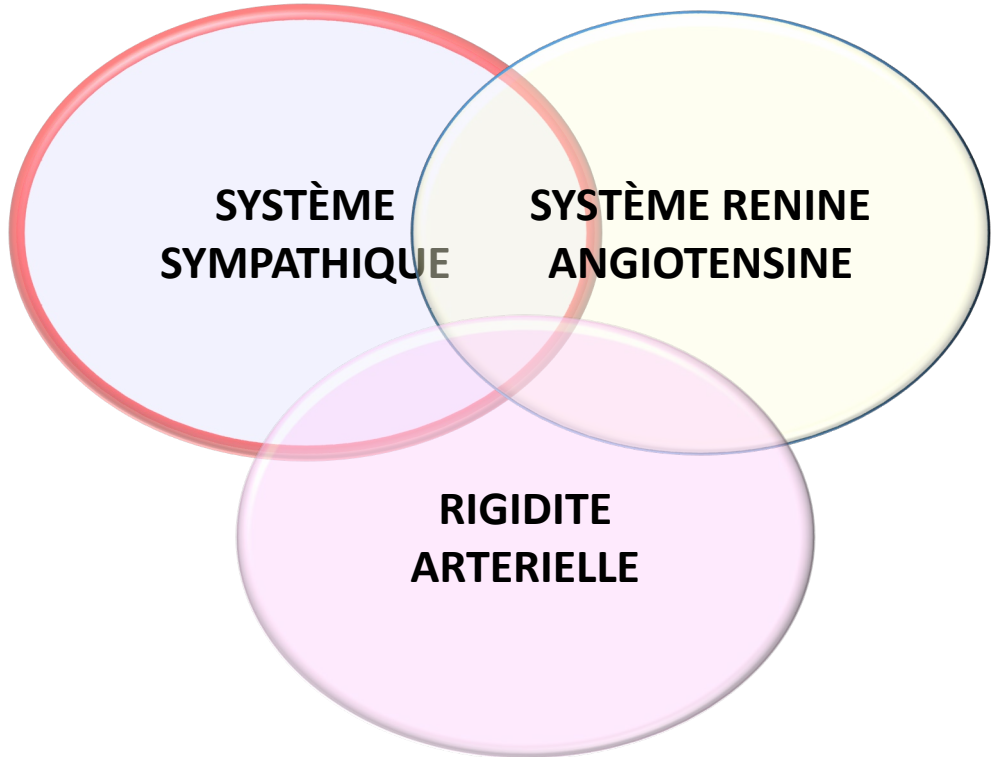 SYSTÈME
SYMPATHIQUE
SYSTÈME RENINE
ANGIOTENSINE
RIGIDITE
ARTERIELLE